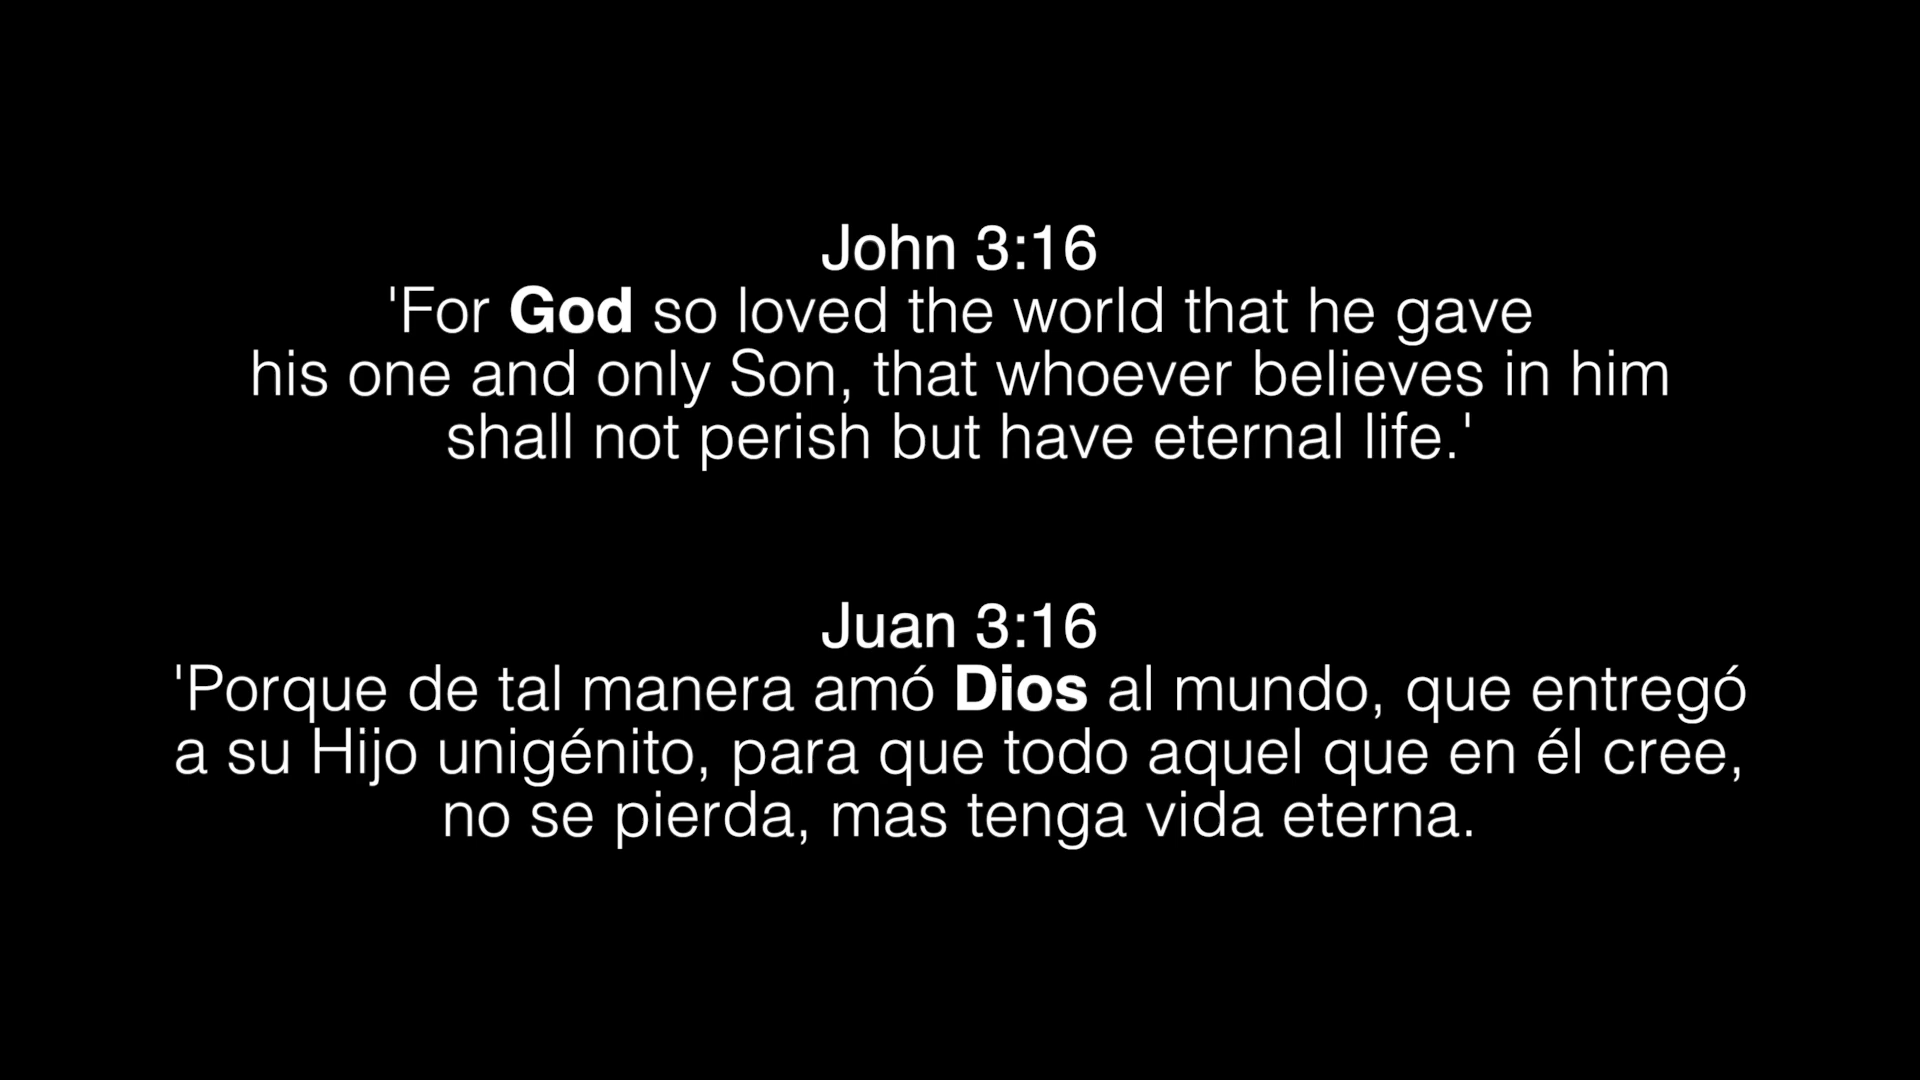 John 3:16
'For God so loved the world that he gave
his one and only Son, that whoever believes in him
shall not perish but have eternal life.'
Juan 3:16
'Porque de tal manera amó Dios al mundo, que entregó
a su Hijo unigénito, para que todo aquel que en él cree,
no se pierda, mas tenga vida eterna.